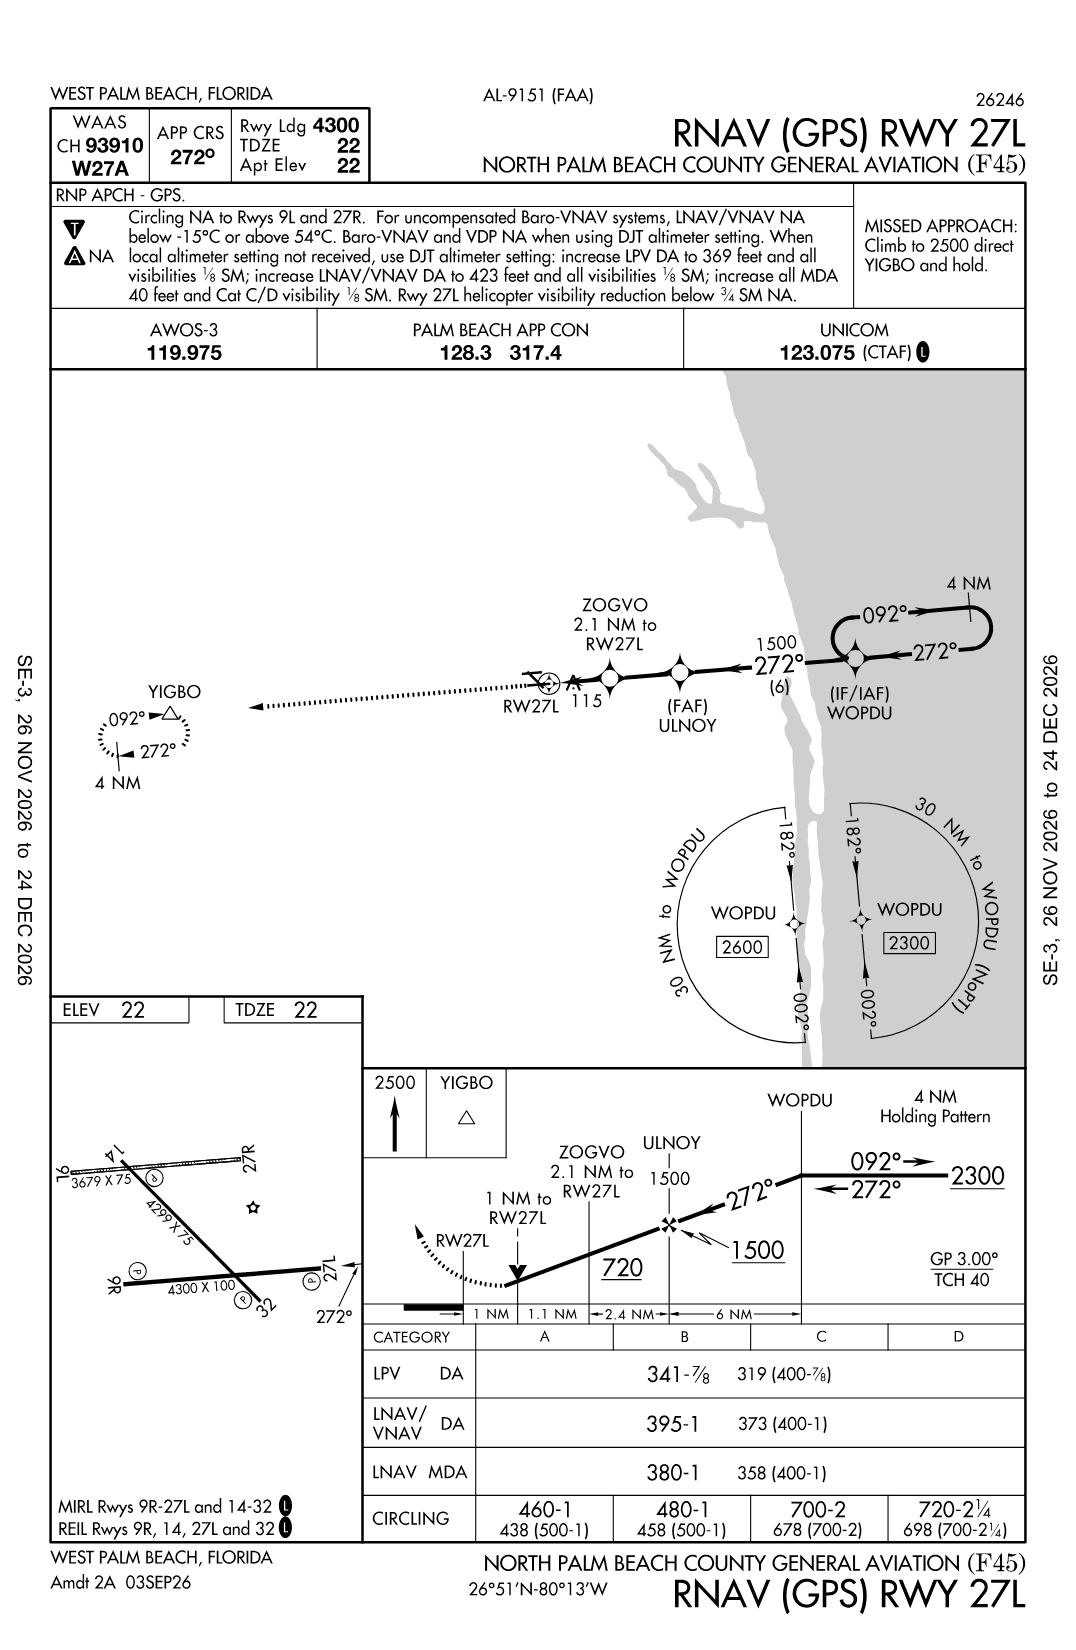 WEST PALM BEACH, FLORIDA
AL-9151 (FAA)
26246
WAAS
CH 93910
W27A
APP CRS
272°
Rwy Ldg 4300
TDZE 22
Apt Elev 22
RNAV (GPS) RWY 27L
NORTH PALM BEACH COUNTY GENERAL AVIATION (F45)
RNP APCH - GPS.
T
A NA
Circling NA to Rwys 9L and 27R. For uncompensated Baro-VNAV systems, LNAV/VNAV NA
below -15°C or above 54°C. Baro-VNAV and VDP NA when using DJT altimeter setting. When
local altimeter setting not received, use DJT altimeter setting: increase LPV DA to 369 feet and all
visibilities ⅛ SM; increase LNAV/VNAV DA to 423 feet and all visibilities ⅛ SM; increase all MDA
40 feet and Cat C/D visibility ⅛ SM. Rwy 27L helicopter visibility reduction below ¾ SM NA.
MISSED APPROACH:
Climb to 2500 direct
YIGBO and hold.
AWOS-3
119.975
PALM BEACH APP CON
128.3 317.4
UNICOM
123.075 (CTAF) L
4 NM
092°
272°
ZOGVO
2.1 NM to
RW27L
1500
272°
(6)
(IF/IAF)
WOPDU
(FAF)
ULNOY
115
RW27L
YIGBO
092°
272°
4 NM
30 NM to WOPDU
182°
WOPDU
2600
002°
30 NM to WOPDU (NoPT)
182°
WOPDU
2300
002°
SE-3, 26 NOV 2026 to 24 DEC 2026
SE-3, 26 NOV 2026 to 24 DEC 2026
ELEV 22
TDZE 22
14
27R
9L
3679 X 75
P
4299 X 75
P
9R
4300 X 100
P
27L
P
32
272°
MIRL Rwys 9R-27L and 14-32 L
REIL Rwys 9R, 14, 27L and 32 L
2500
YIGBO
WOPDU
4 NM
Holding Pattern
ULNOY
1500
ZOGVO
2.1 NM to
RW27L
1 NM to
RW27L
RW27L
092°
272°
2300
272°
1500
720
GP 3.00°
TCH 40
1 NM
1.1 NM
2.4 NM
6 NM
CATEGORY A B C D
LPV DA 341-⅞ 319 (400-⅞)
LNAV/
VNAV DA 395-1 373 (400-1)
LNAV MDA 380-1 358 (400-1)
CIRCLING 460-1 480-1 700-2 720-2¼
438 (500-1) 458 (500-1) 678 (700-2) 698 (700-2¼)
WEST PALM BEACH, FLORIDA
Amdt 2A 03SEP26
26°51'N-80°13'W
NORTH PALM BEACH COUNTY GENERAL AVIATION (F45)
RNAV (GPS) RWY 27L